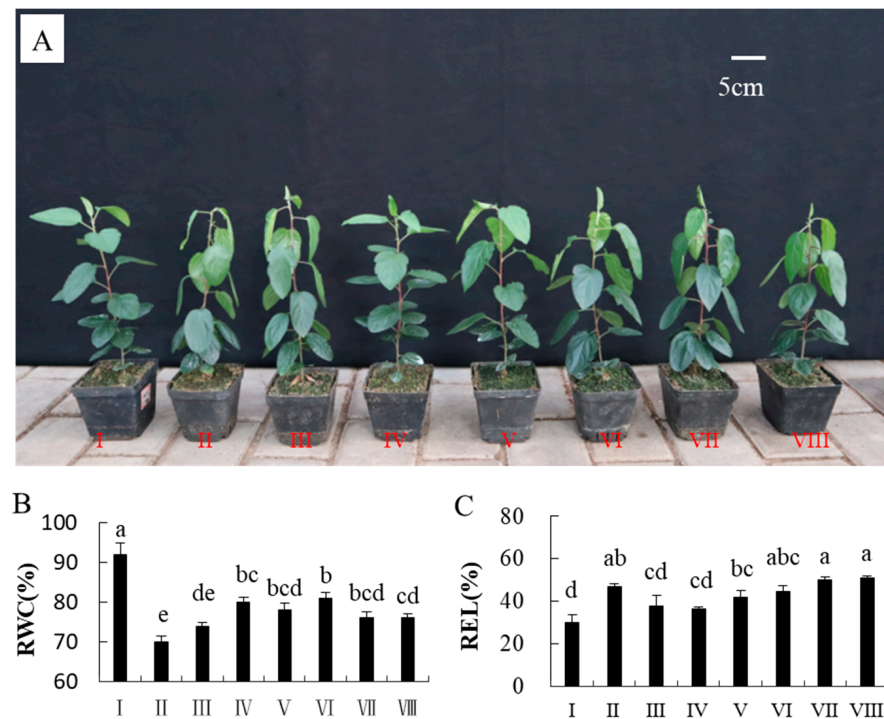 A
5cm
I II III IV V VI VII VIII
B
RWC(%)
100
90
80
70
60
a
e
de
bc
bcd
b
bcd
cd
I II III IV V VI VII VIII
C
REL(%)
80
60
40
20
0
d
ab
cd
cd
bc
abc
a
a
I II III IV V VI VII VIII